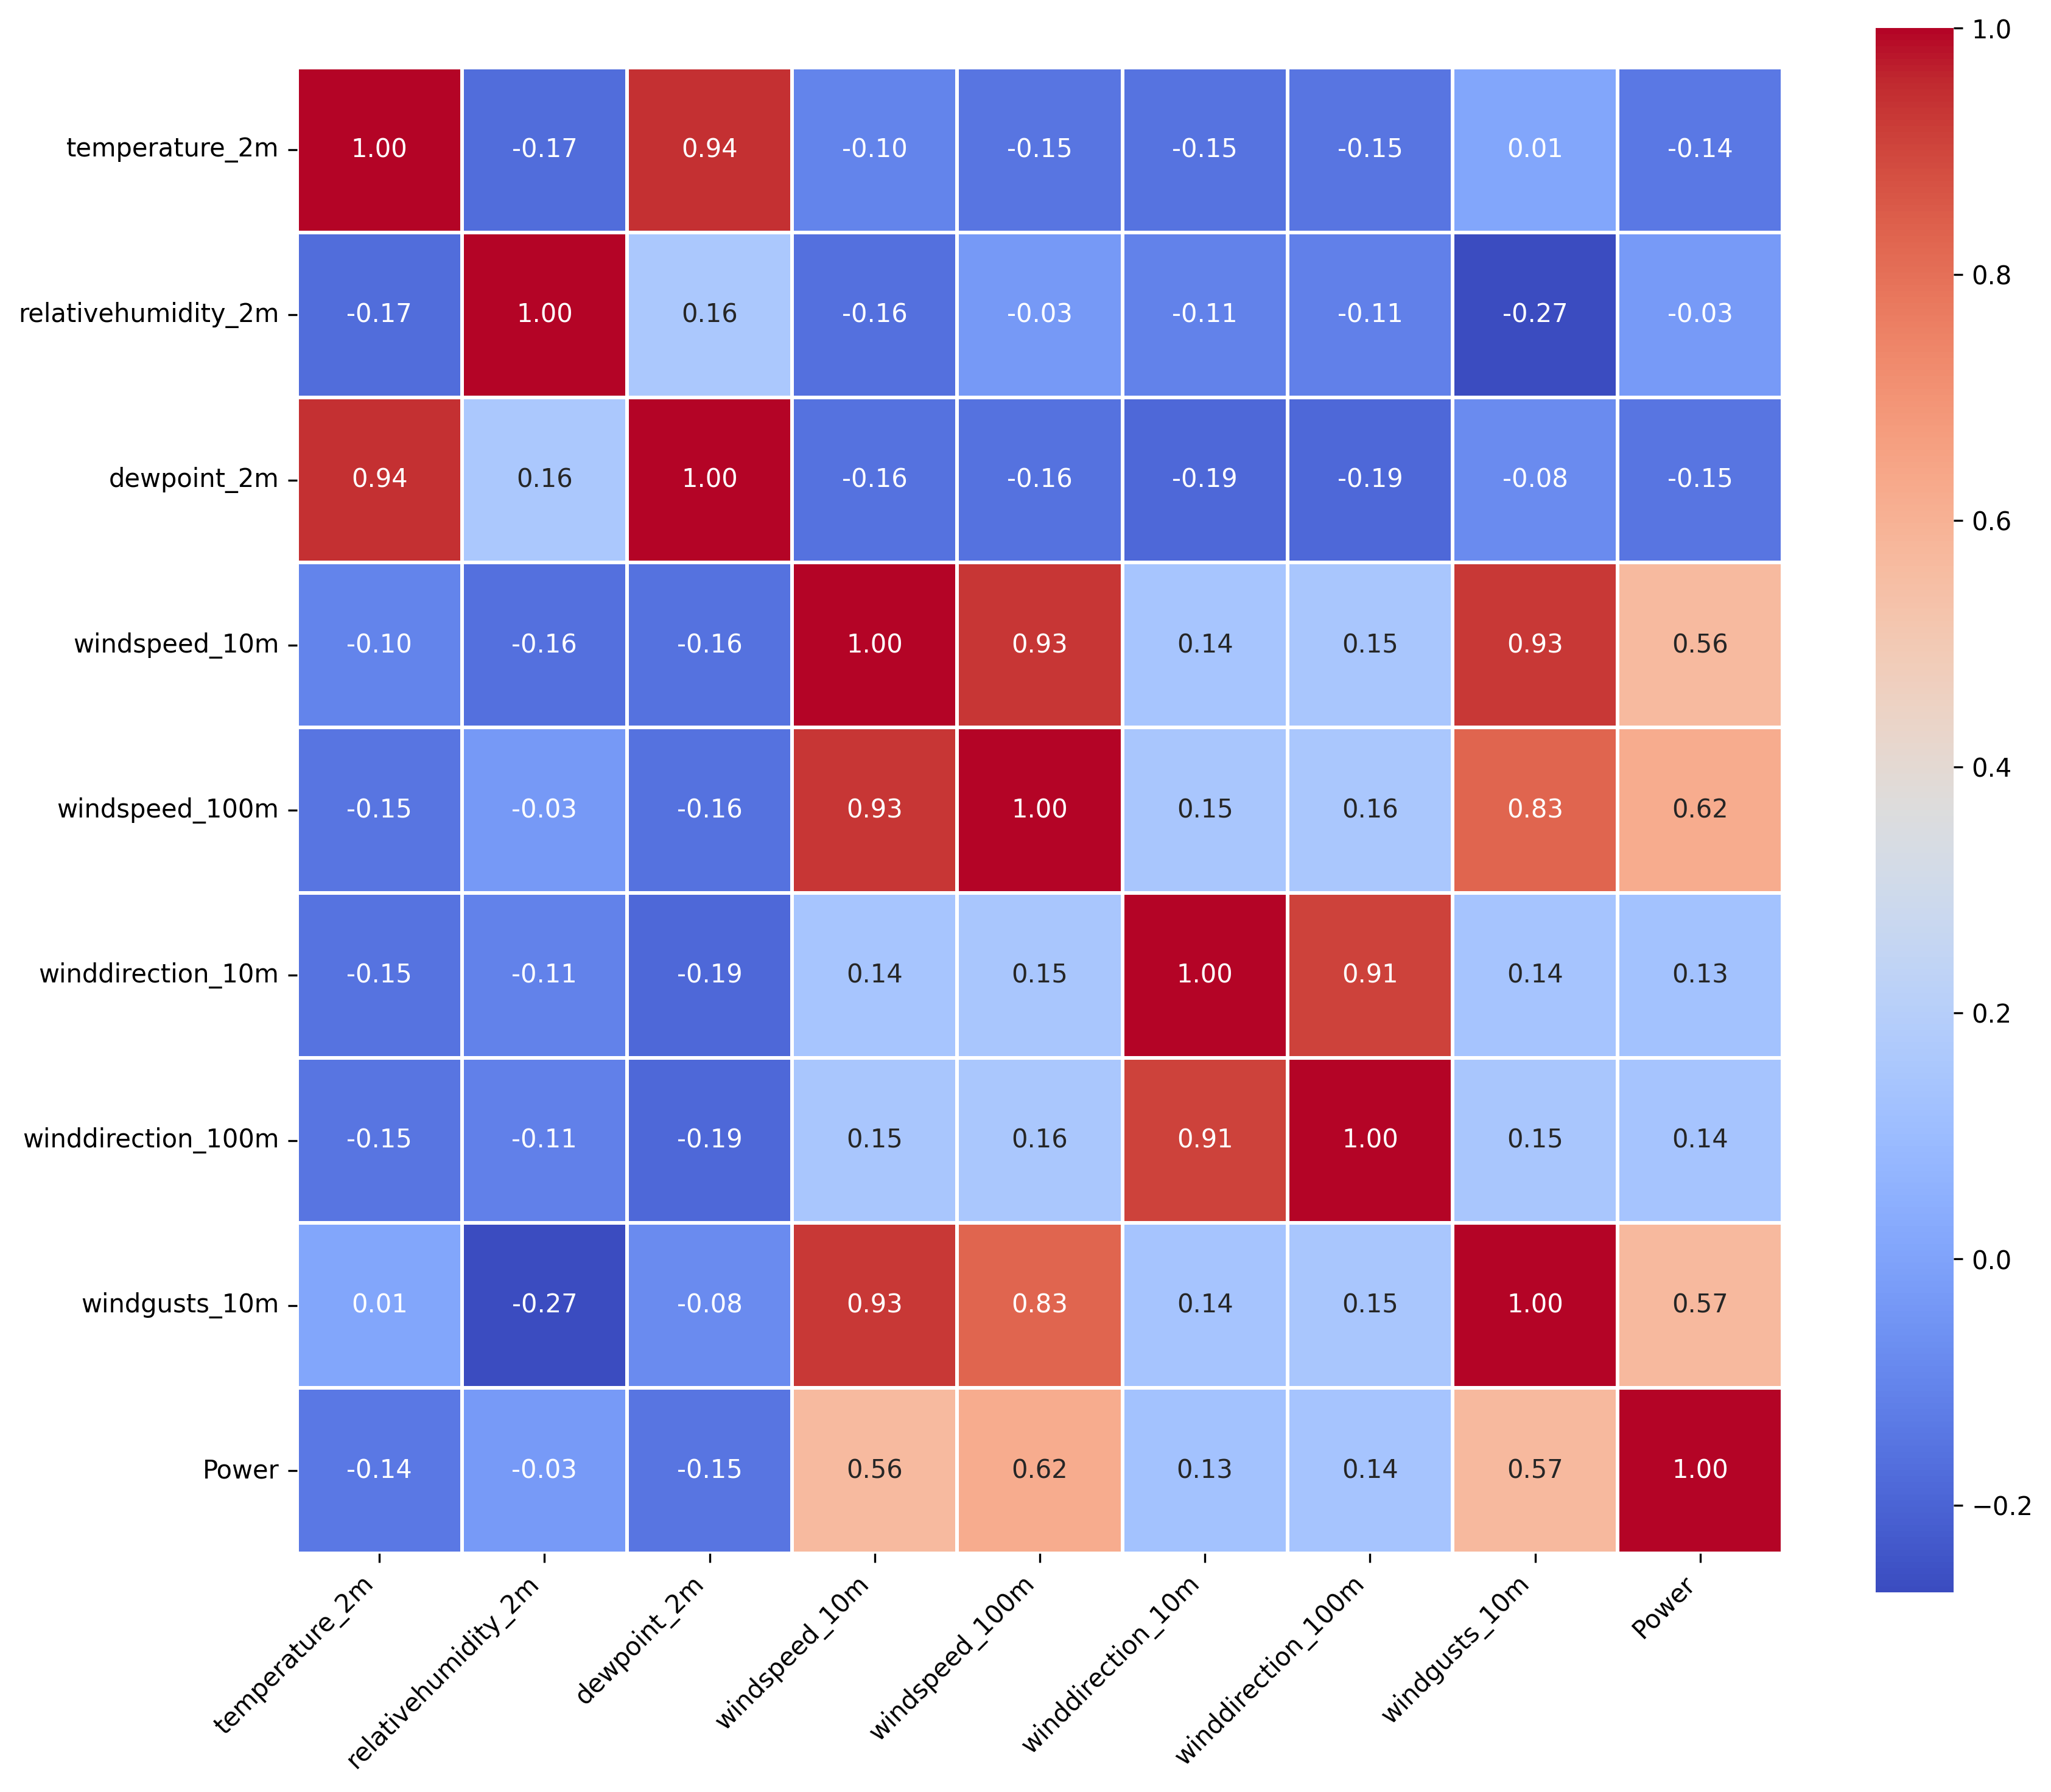 1.0
temperature_2m 1.00 -0.17 0.94 -0.10 -0.15 -0.15 -0.15 0.01 -0.14
0.8
relativehumidity_2m -0.17 1.00 0.16 -0.16 -0.03 -0.11 -0.11 -0.27 -0.03
dewpoint_2m 0.94 0.16 1.00 -0.16 -0.16 -0.19 -0.19 -0.08 -0.15
0.6
windspeed_10m -0.10 -0.16 -0.16 1.00 0.93 0.14 0.15 0.93 0.56
0.4
windspeed_100m -0.15 -0.03 -0.16 0.93 1.00 0.15 0.16 0.83 0.62
winddirection_10m -0.15 -0.11 -0.19 0.14 0.15 1.00 0.91 0.14 0.13
0.2
winddirection_100m -0.15 -0.11 -0.19 0.15 0.16 0.91 1.00 0.15 0.14
0.0
windgusts_10m 0.01 -0.27 -0.08 0.93 0.83 0.14 0.15 1.00 0.57
Power -0.14 -0.03 -0.15 0.56 0.62 0.13 0.14 0.57 1.00
−0.2
temperature_2m
relativehumidity_2m
dewpoint_2m
windspeed_10m
windspeed_100m
winddirection_10m
winddirection_100m
windgusts_10m
Power